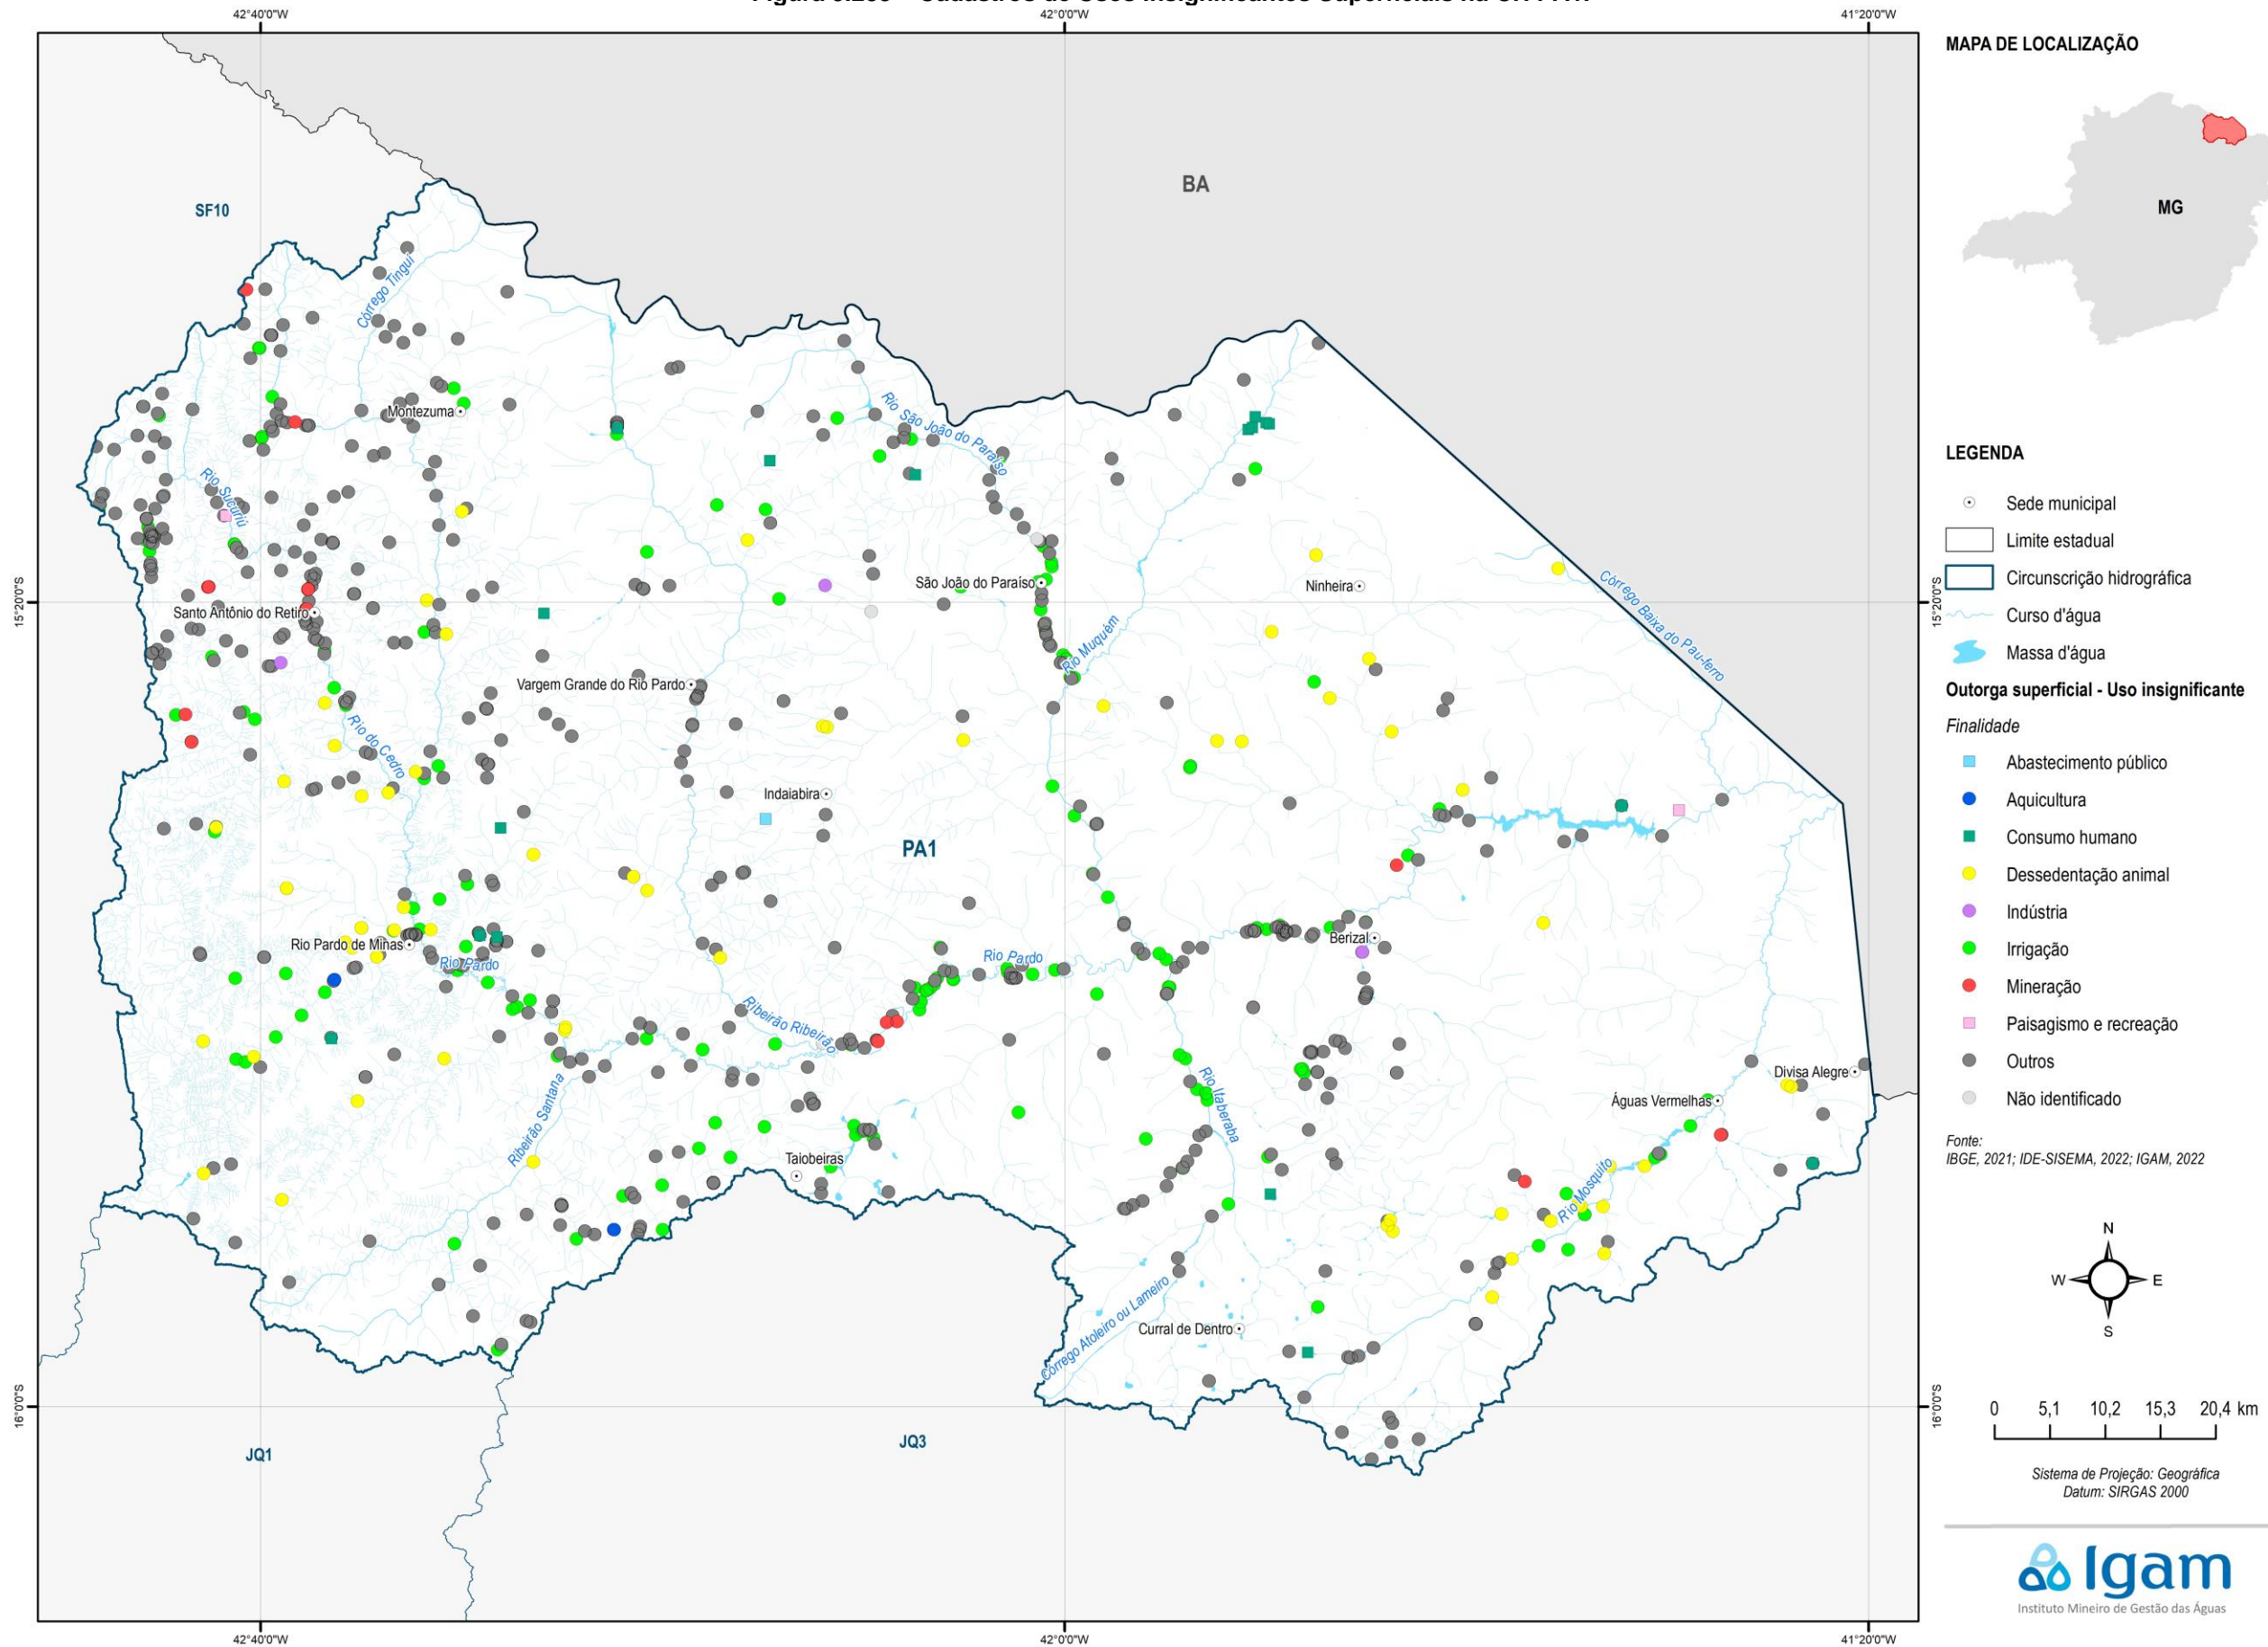 42°40'0"W
42°0'0"W
41°20'0"W
MAPA DE LOCALIZAÇÃO
MG
BA
SF10
Córrego Tingui
Montezuma
Rio São João do Paraíso
Rio Sucuriú
LEGENDA
Sede municipal
Limite estadual
Circunscrição hidrográfica
Curso d'água
Massa d'água
Outorga superficial - Uso insignificante
Finalidade
Abastecimento público
Aquicultura
Consumo humano
Dessedentação animal
Indústria
Irrigação
Mineração
Paisagismo e recreação
Outros
Não identificado
Fonte:
IBGE, 2021; IDE-SISEMA, 2022; IGAM, 2022
São João do Paraíso
Ninheira
Córrego Baixa do Pau-ferro
15°20'0"S
15°20'0"S
Santo Antônio do Retiro
Rio Muquém
Vargem Grande do Rio Pardo
Rio do Cedro
Indaiabira
PA1
Rio Pardo de Minas
Rio Pardo
Rio Pardo
Berizal
Ribeirão Ribeirão
Ribeirão Santana
Rio Itaberaba
Divisa Alegre
Águas Vermelhas
Taiobeiras
Rio Mosquito
Córrego Atoleiro ou Lameiro
Curral de Dentro
N
W
E
S
16°0'0"S
16°0'0"S
0 5,1 10,2 15,3 20,4 km
JQ1
JQ3
Sistema de Projeção: Geográfica
Datum: SIRGAS 2000
Igam
Instituto Mineiro de Gestão das Águas
42°40'0"W
42°0'0"W
41°20'0"W